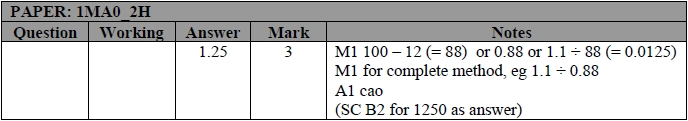 PAPER: 1MA0_2H
Question Working Answer Mark Notes
1.25 3 M1 100 – 12 (= 88) or 0.88 or 1.1 ÷ 88 (= 0.0125)
M1 for complete method, eg 1.1 ÷ 0.88
A1 cao
(SC B2 for 1250 as answer)